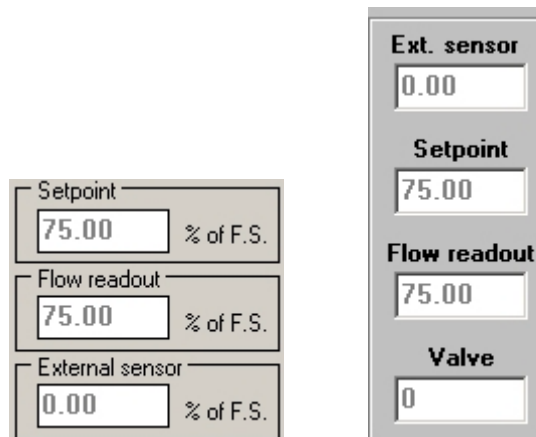 Setpoint
75.00 % of F.S.
Flow readout
75.00 % of F.S.
External sensor
0.00 % of F.S.
Ext. sensor
0.00
Setpoint
75.00
Flow readout
75.00
Valve
0